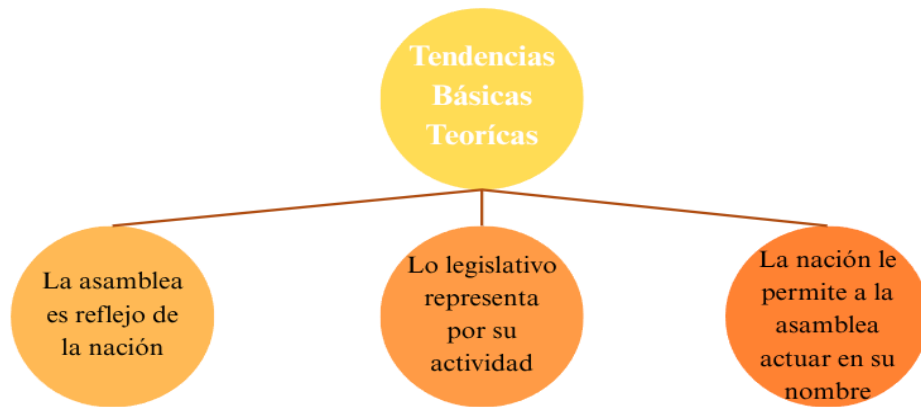 Tendencias
Básicas
Teorícas
La asamblea
es reflejo de
la nación
Lo legislativo
representa
por su
actividad
La nación le
permite a la
asamblea
actuar en su
nombre